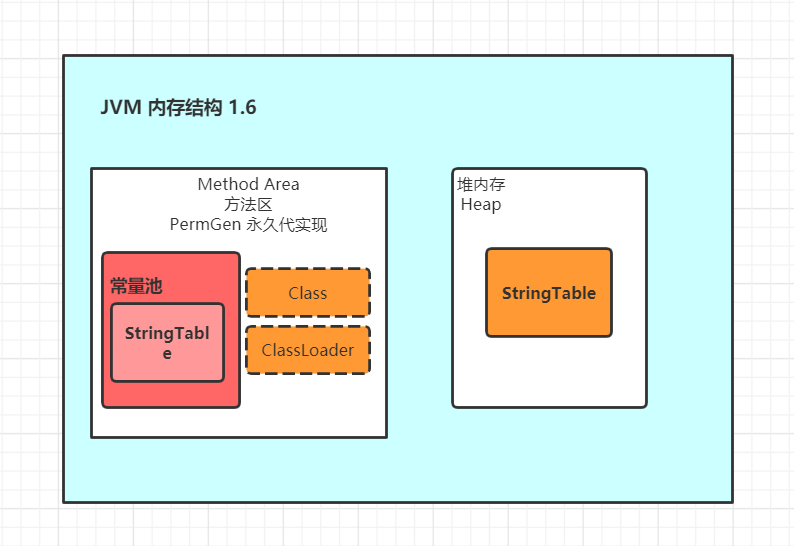 JVM 内存结构 1.6
Method Area
方法区
PermGen 永久代实现
常量池
StringTabl
e
Class
ClassLoader
堆内存
Heap
StringTable